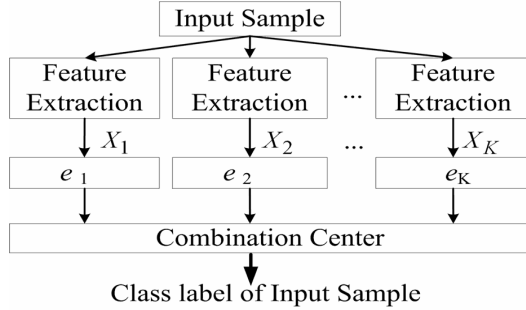 Input Sample
Feature Extraction
Feature Extraction
...
Feature Extraction
X1
X2
...
XK
e 1
e 2
eK
Combination Center
Class label of Input Sample